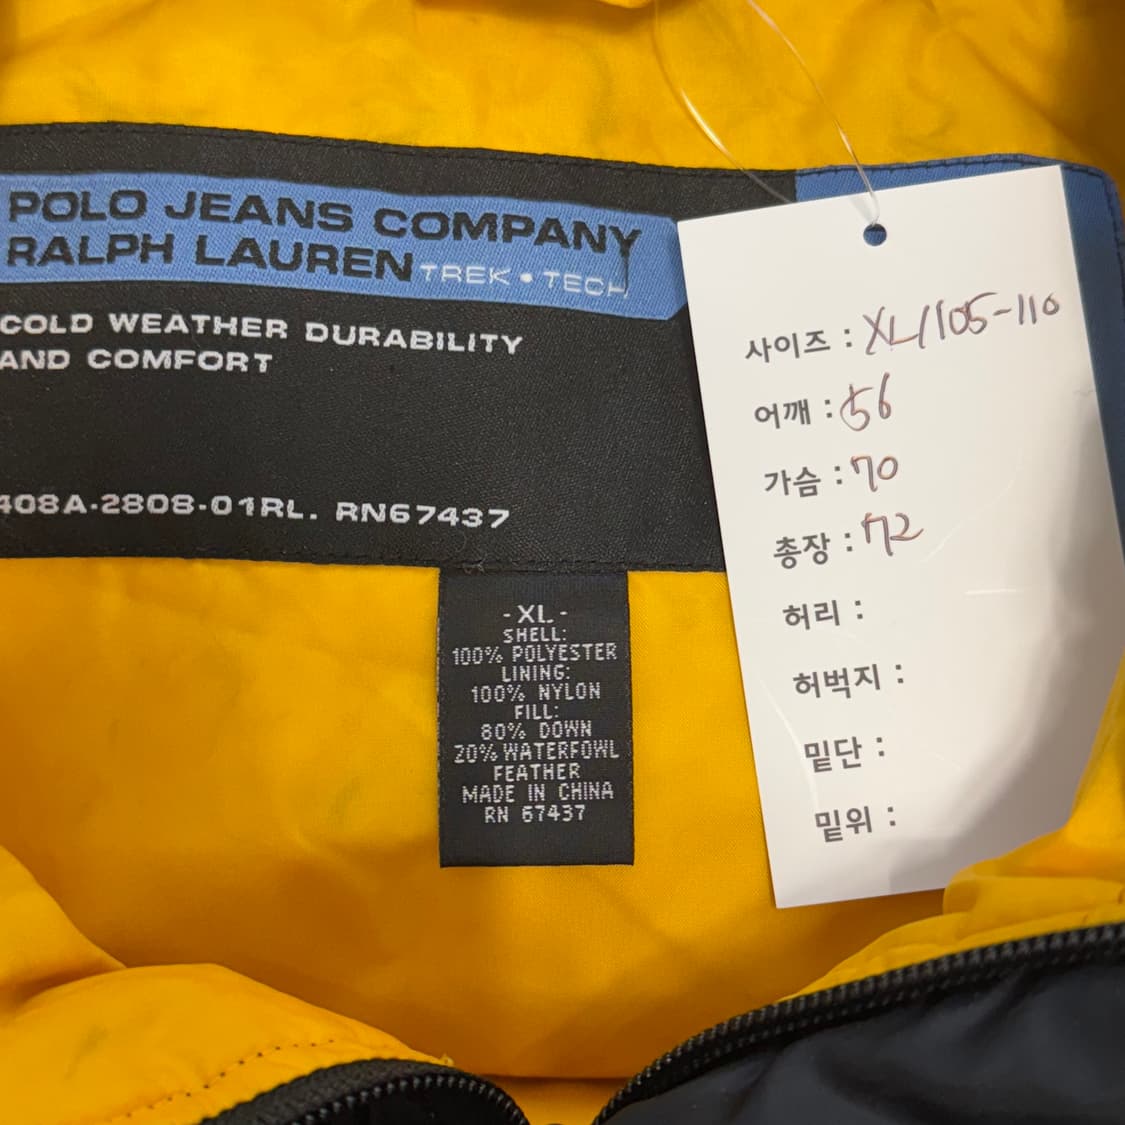 POLO JEANS COMPANY
RALPH LAUREN TREK • TECH
COLD WEATHER DURABILITY
AND COMFORT
408A-2808-01RL. RN67437
-XL-
SHELL:
100% POLYESTER
LINING:
100% NYLON
FILL:
80% DOWN
20% WATERFOWL
FEATHER
MADE IN CHINA
RN 67437
사이즈 : XL/105-110
어깨 : 56
가슴 : 70
총장 : 72
허리 :
허벅지 :
밑단 :
밑위 :